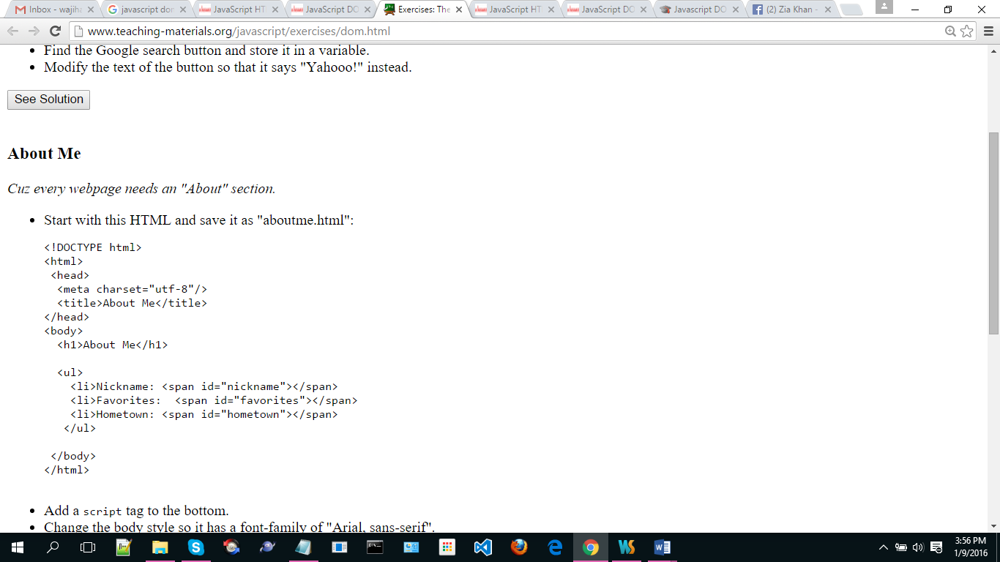 Inbox - wajiha
javascript dor
JavaScript HT
JavaScript DO
Exercises: The
JavaScript HT
JavaScript DO
Javascript DO
(2) Zia Khan -
www.teaching-materials.org/javascript/exercises/dom.html
• Find the Google search button and store it in a variable.
• Modify the text of the button so that it says "Yahooo!" instead.
See Solution
About Me
Cuz every webpage needs an "About" section.
• Start with this HTML and save it as "aboutme.html":
<!DOCTYPE html>
<html>
 <head>
  <meta charset="utf-8"/>
  <title>About Me</title>
</head>
<body>
  <h1>About Me</h1>
  <ul>
    <li>Nickname: <span id="nickname"></span>
    <li>Favorites:  <span id="favorites"></span>
    <li>Hometown: <span id="hometown"></span>
   </ul>
 </body>
</html>
• Add a script tag to the bottom.
• Change the body style so it has a font-family of "Arial, sans-serif".
3:56 PM
1/9/2016